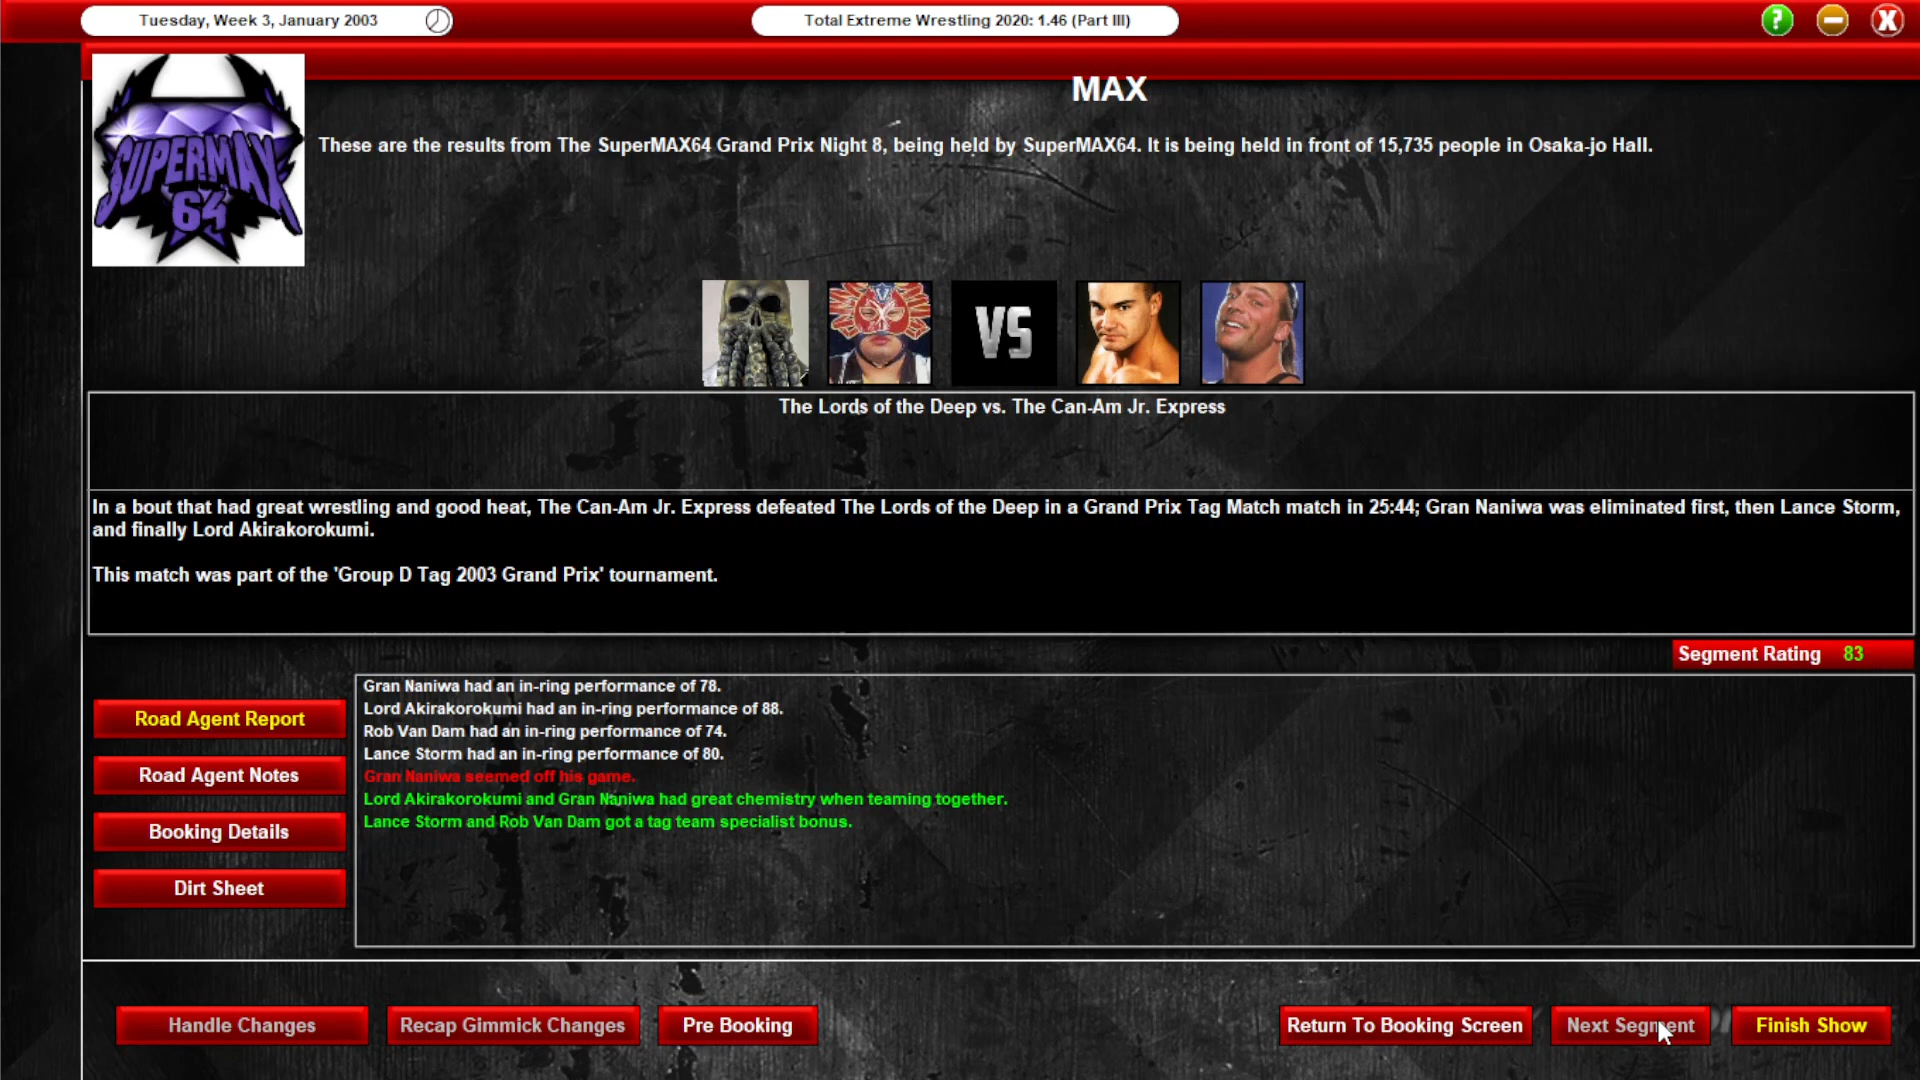 Tuesday, Week 3, January 2003
Total Extreme Wrestling 2020: 1.46 (Part III)
?
X
MAX
SUPERMAX
64
These are the results from The SuperMAX64 Grand Prix Night 8, being held by SuperMAX64. It is being held in front of 15,735 people in Osaka-jo Hall.
VS
The Lords of the Deep vs. The Can-Am Jr. Express
In a bout that had great wrestling and good heat, The Can-Am Jr. Express defeated The Lords of the Deep in a Grand Prix Tag Match match in 25:44; Gran Naniwa was eliminated first, then Lance Storm,
and finally Lord Akirakorokumi.
This match was part of the 'Group D Tag 2003 Grand Prix' tournament.
Segment Rating 83
Road Agent Report
Road Agent Notes
Booking Details
Dirt Sheet
Gran Naniwa had an in-ring performance of 78.
Lord Akirakorokumi had an in-ring performance of 88.
Rob Van Dam had an in-ring performance of 74.
Lance Storm had an in-ring performance of 80.
Gran Naniwa seemed off his game.
Lord Akirakorokumi and Gran Naniwa had great chemistry when teaming together.
Lance Storm and Rob Van Dam got a tag team specialist bonus.
Handle Changes
Recap Gimmick Changes
Pre Booking
Return To Booking Screen
Next Segment
Finish Show